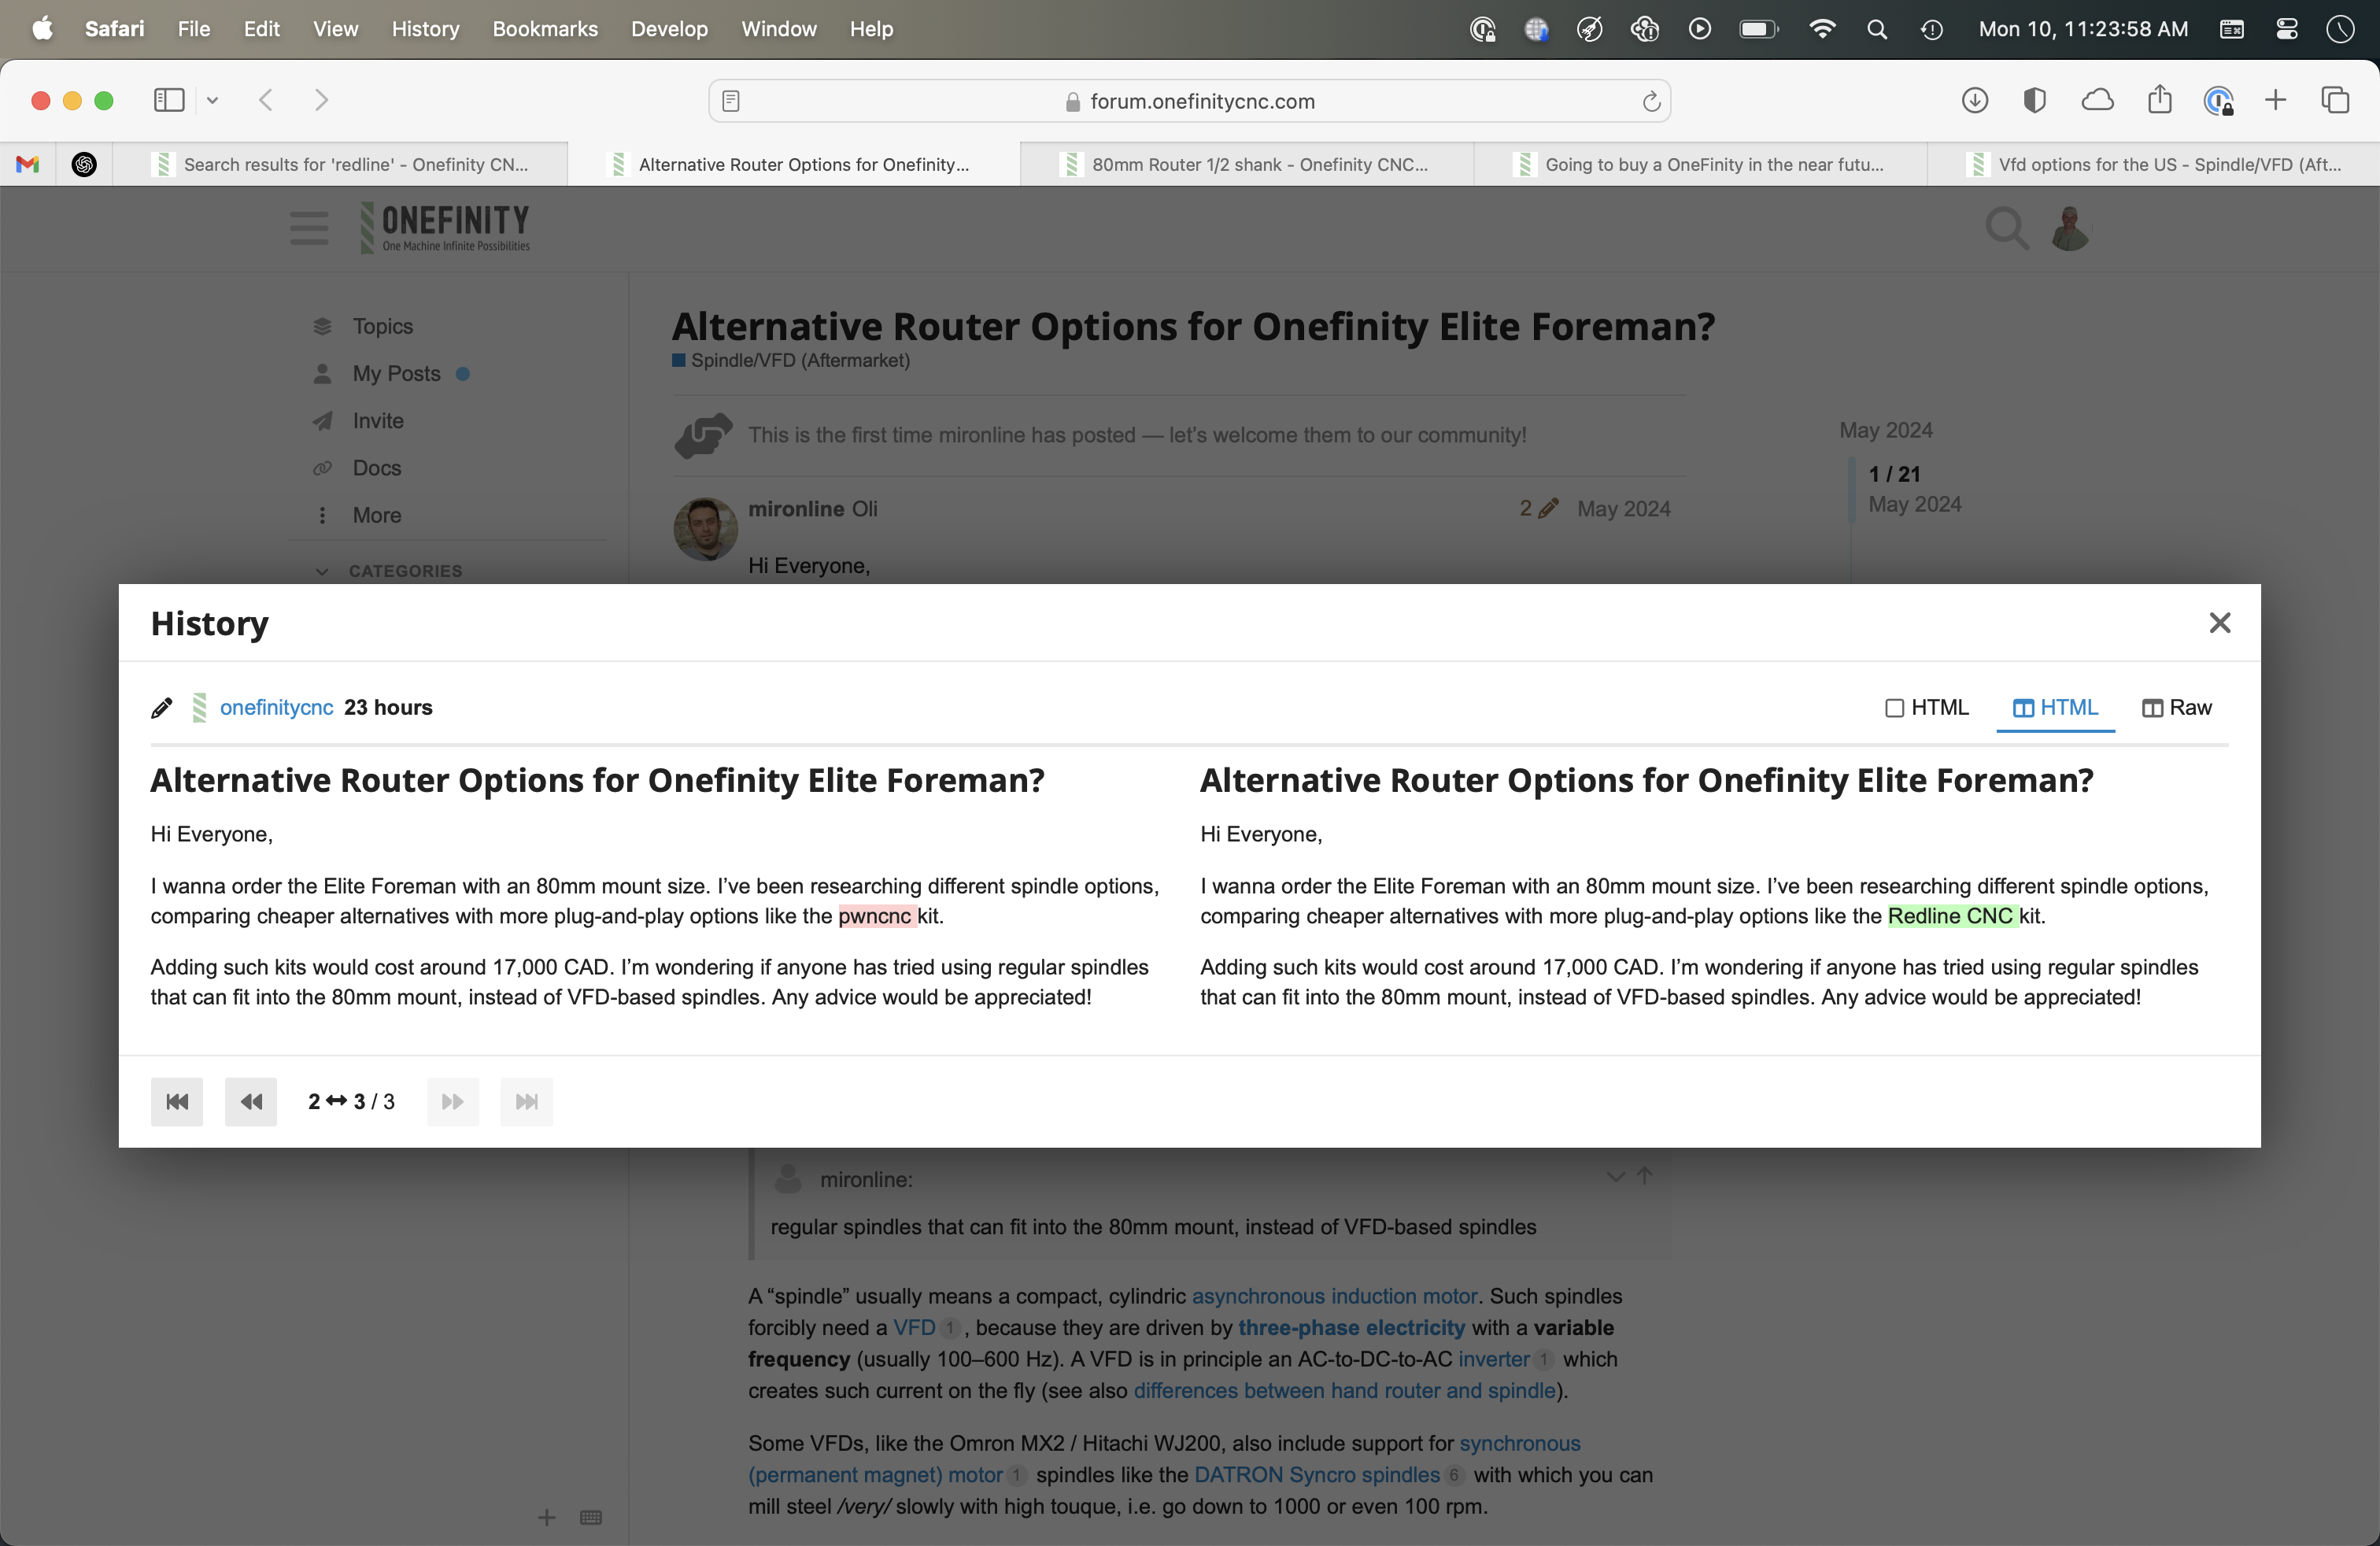 Safari File Edit View History Bookmarks Develop Window Help Mon 10, 11:23:58 AM
forum.onefinitycnc.com
Search results for 'redline' - Onefinity CN... Alternative Router Options for Onefinity... 80mm Router 1/2 shank - Onefinity CNC... Going to buy a OneFinity in the near futu... Vfd options for the US - Spindle/VFD (Aft...
ONEFINITY
One Machine Infinite Possibilities
Topics
My Posts
Invite
Docs
More
CATEGORIES
Alternative Router Options for Onefinity Elite Foreman?
Spindle/VFD (Aftermarket)
This is the first time mironline has posted — let’s welcome them to our community!
mironline Oli 2 May 2024
Hi Everyone,
May 2024
1 / 21
May 2024
History
onefinitycnc 23 hours HTML HTML Raw
Alternative Router Options for Onefinity Elite Foreman?
Hi Everyone,
I wanna order the Elite Foreman with an 80mm mount size. I’ve been researching different spindle options,
comparing cheaper alternatives with more plug-and-play options like the pwncnc kit.
Adding such kits would cost around 17,000 CAD. I’m wondering if anyone has tried using regular spindles
that can fit into the 80mm mount, instead of VFD-based spindles. Any advice would be appreciated!
Alternative Router Options for Onefinity Elite Foreman?
Hi Everyone,
I wanna order the Elite Foreman with an 80mm mount size. I’ve been researching different spindle options,
comparing cheaper alternatives with more plug-and-play options like the Redline CNC kit.
Adding such kits would cost around 17,000 CAD. I’m wondering if anyone has tried using regular spindles
that can fit into the 80mm mount, instead of VFD-based spindles. Any advice would be appreciated!
2 ↔ 3 / 3
mironline:
regular spindles that can fit into the 80mm mount, instead of VFD-based spindles
A “spindle” usually means a compact, cylindric asynchronous induction motor. Such spindles
forcibly need a VFD 1 , because they are driven by three-phase electricity with a variable
frequency (usually 100–600 Hz). A VFD is in principle an AC-to-DC-to-AC inverter 1 which
creates such current on the fly (see also differences between hand router and spindle).
Some VFDs, like the Omron MX2 / Hitachi WJ200, also include support for synchronous
(permanent magnet) motor 1 spindles like the DATRON Syncro spindles 6 with which you can
mill steel /very/ slowly with high touque, i.e. go down to 1000 or even 100 rpm.